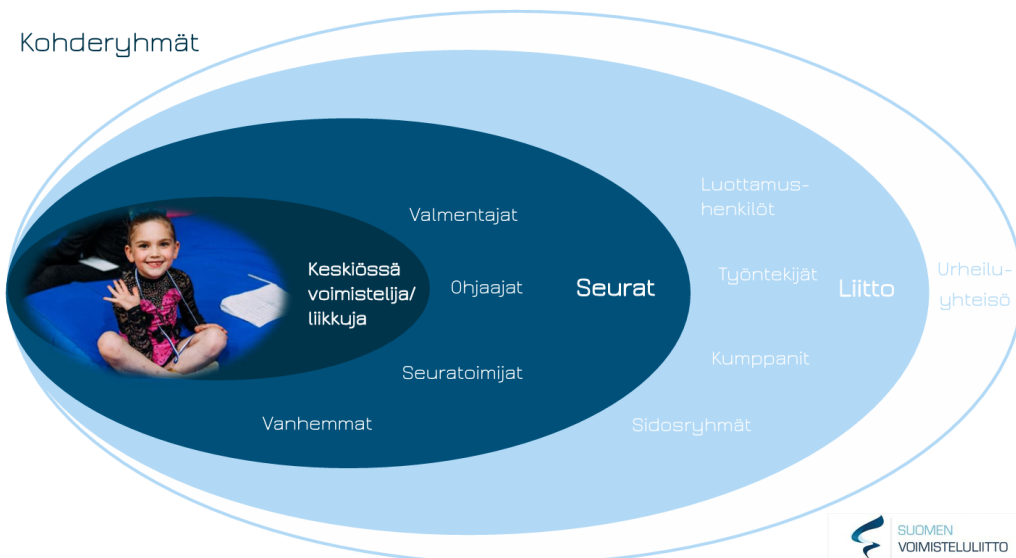 Kohderyhmät
Keskiössä
voimistelija/
liikkuja
Valmentajat
Ohjaajat
Seuratoimijat
Vanhemmat
Seurat
Luottamus-
henkilöt
Työntekijät
Kumppanit
Sidosryhmät
Liitto
Urheilu-
yhteisö
SUOMEN
VOIMISTELULIITTO